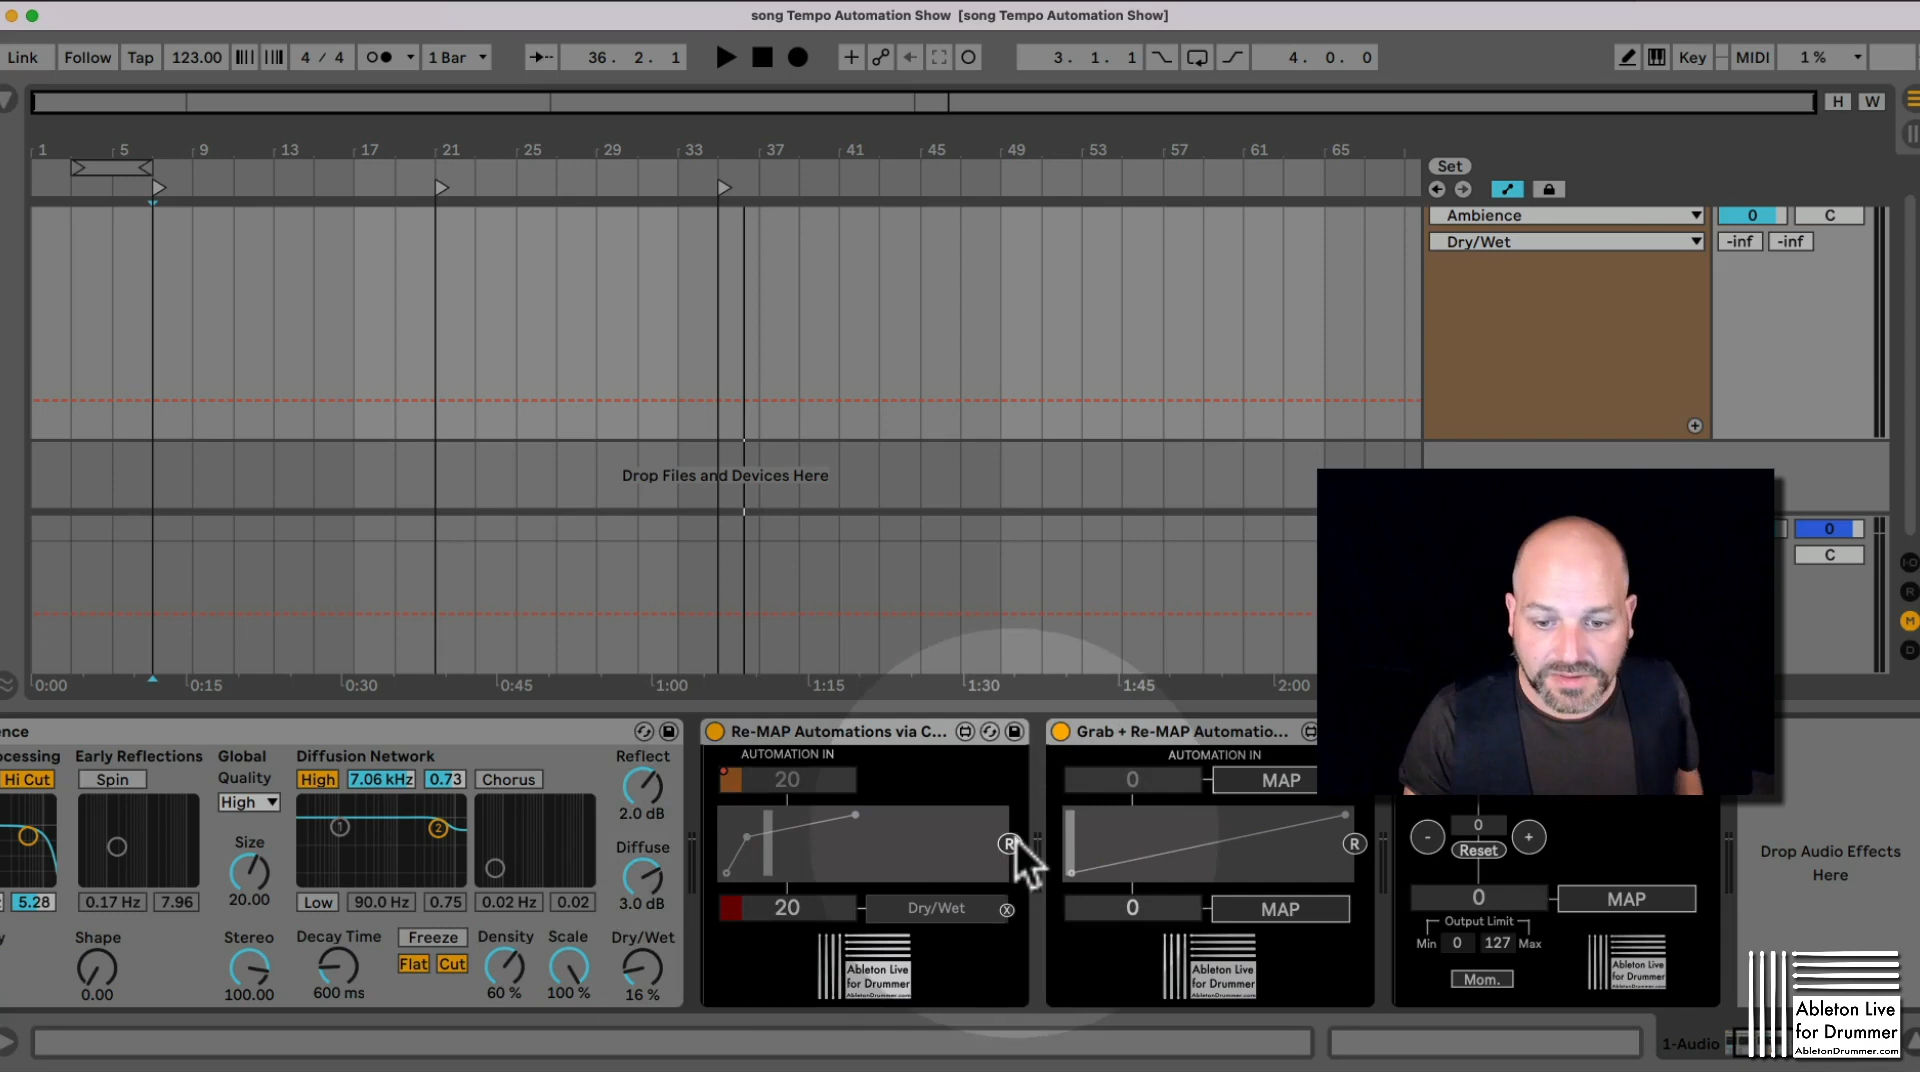 song Tempo Automation Show [song Tempo Automation Show]
Link Follow Tap 123.00 4 / 4 1 Bar 36. 2. 1 3. 1. 1 4. 0. 0 Key MIDI 1 %
H W
1 5 9 13 17 21 25 29 33 37 41 45 49 53 57 61 65
Set
Ambience 0 C
Dry/Wet -inf -inf
Drop Files and Devices Here
0
C
0:00 0:15 0:30 0:45 1:00 1:15 1:30 1:45 2:00
R
M
D
Re-MAP Automations via C...
Grab + Re-MAP Automatio...
AUTOMATION IN
AUTOMATION IN
Early Reflections Global Diffusion Network Reflect
Hi Cut Spin Quality High 7.06 kHz 0.73 Chorus
High
2.0 dB
1 2
Size
Diffuse
20.00
3.0 dB
5.28 0.17 Hz 7.96 Low 90.0 Hz 0.75 0.02 Hz 0.02
Shape Stereo Decay Time Freeze Density Scale Dry/Wet
Flat Cut
0.00 100.00 600 ms 60 % 100 % 16 %
20
R
20 Dry/Wet X
Ableton Live
for Drummer
AbletonDrummer.com
0 MAP
R
0 MAP
Ableton Live
for Drummer
AbletonDrummer.com
- 0 +
Reset
0 MAP
Output Limit
Min 0 127 Max
Mom.
Ableton Live
for Drummer
AbletonDrummer.com
Drop Audio Effects
Here
1-Audio
Ableton Live
for Drummer
AbletonDrummer.com